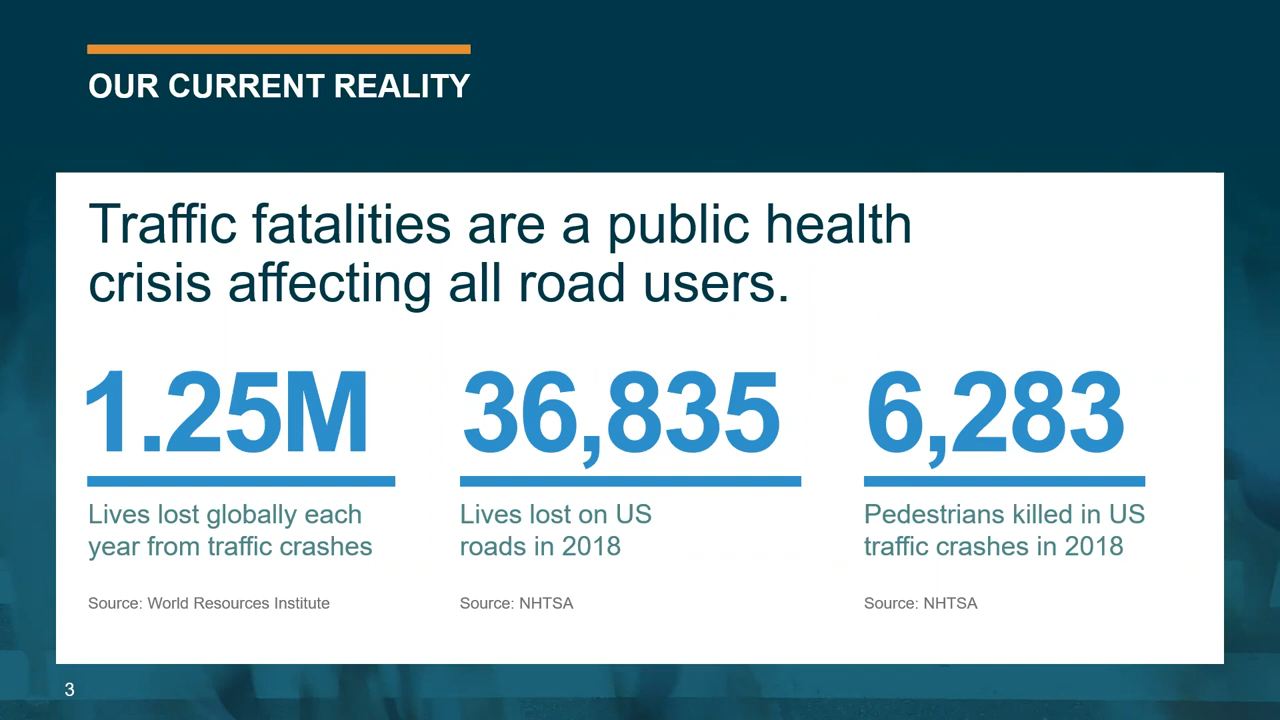 OUR CURRENT REALITY
Traffic fatalities are a public health
crisis affecting all road users.
1.25M
Lives lost globally each
year from traffic crashes
Source: World Resources Institute
36,835
Lives lost on US
roads in 2018
Source: NHTSA
6,283
Pedestrians killed in US
traffic crashes in 2018
Source: NHTSA
3